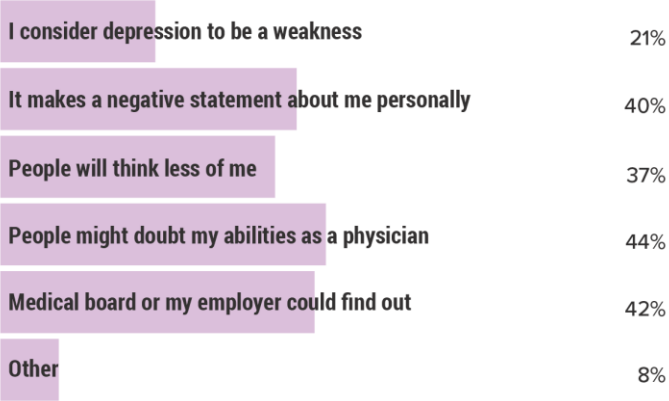 I consider depression to be a weakness 21%
It makes a negative statement about me personally 40%
People will think less of me 37%
People might doubt my abilities as a physician 44%
Medical board or my employer could find out 42%
Other 8%